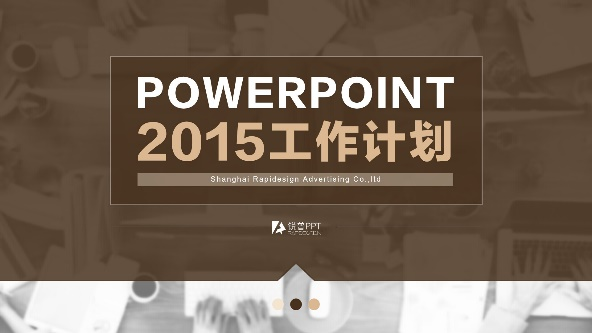 POWERPOINT
2015工作计划
Shanghai Rapidesign Advertising Co.,ltd
锐普PPT